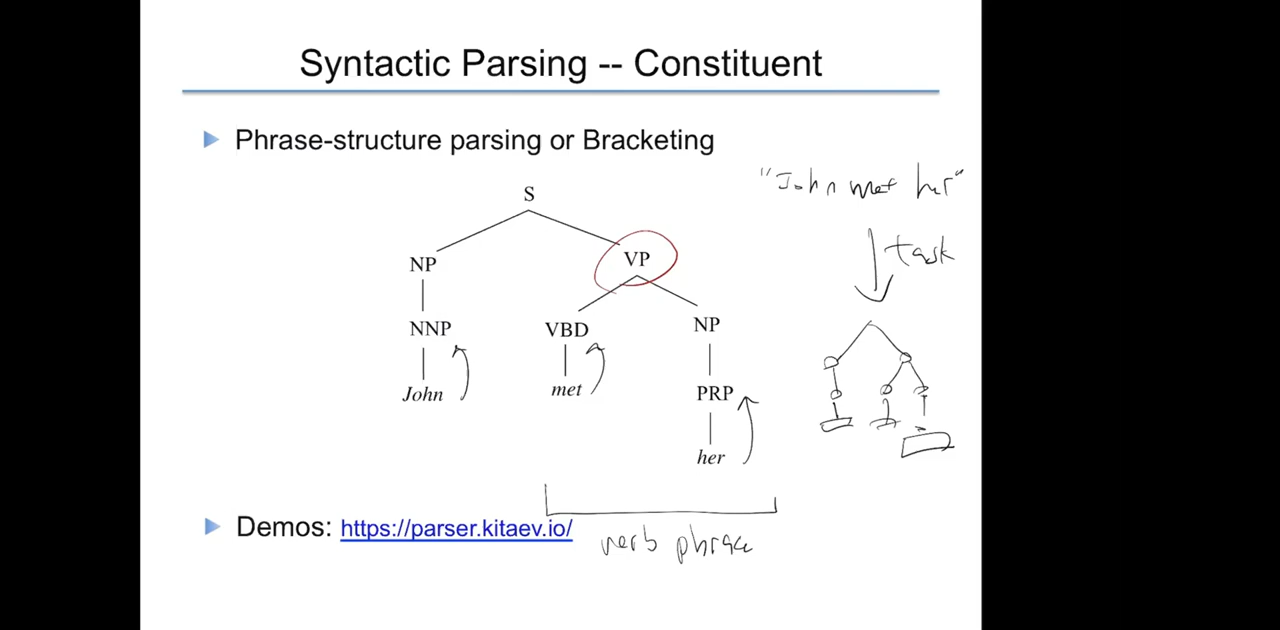 Syntactic Parsing -- Constituent
Phrase-structure parsing or Bracketing
"John met her"
S
task
NP VP
NNP VBD NP
John met PRP
her
Demos: https://parser.kitaev.io/
verb phrase